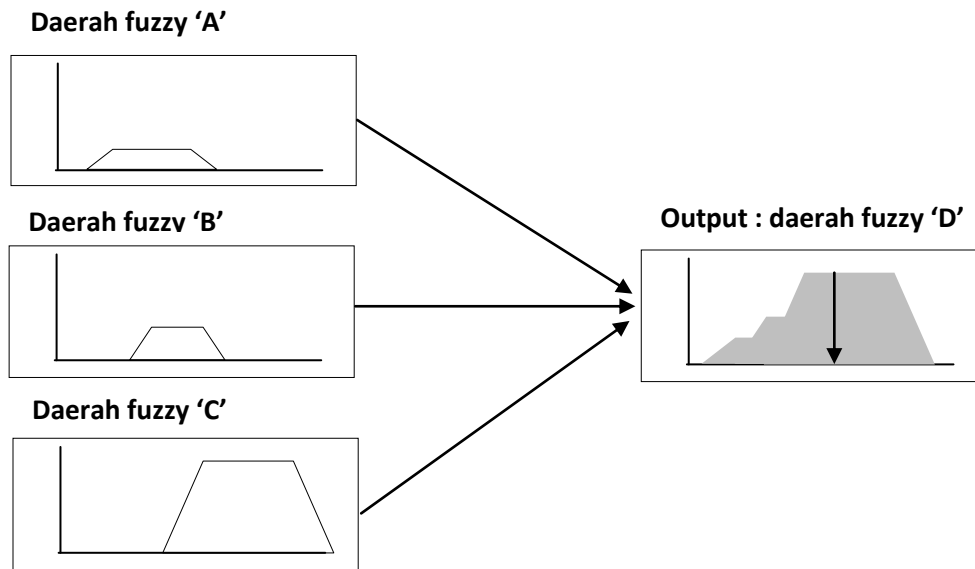 Daerah fuzzy ‘A’
Daerah fuzzy ‘B’
Output : daerah fuzzy ‘D’
Daerah fuzzy ‘C’